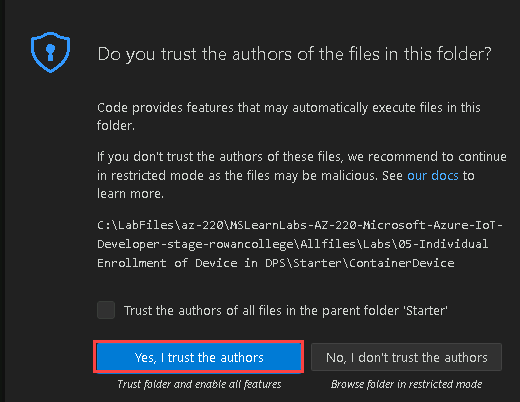 Do you trust the authors of the files in this folder?
Code provides features that may automatically execute files in this
folder.
If you don't trust the authors of these files, we recommend to continue
in restricted mode as the files may be malicious. See our docs to
learn more.
C:\LabFiles\az-220\MSLearnLabs-AZ-220-Microsoft-Azure-IoT-
Developer-stage-rowancollege\Allfiles\Labs\05-Individual
Enrollment of Device in DPS\Starter\ContainerDevice
Trust the authors of all files in the parent folder 'Starter'
Yes, I trust the authors
No, I don't trust the authors
Trust folder and enable all features
Browse folder in restricted mode